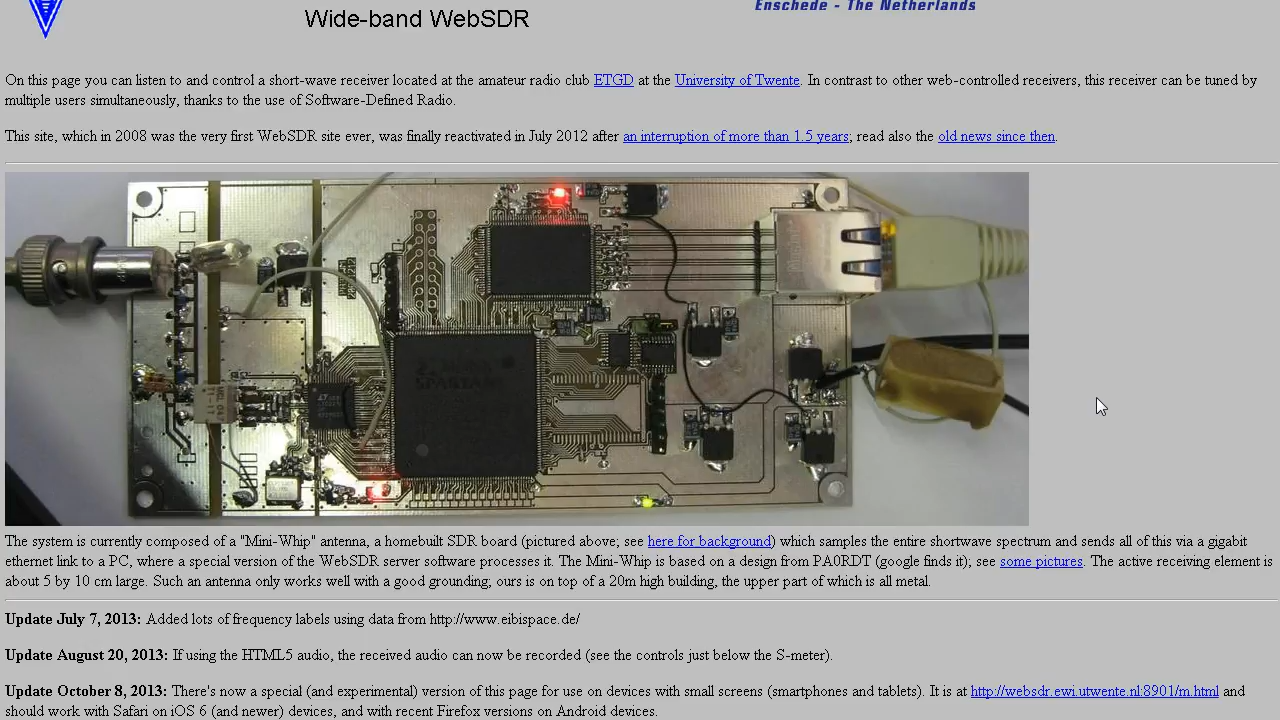 Enschede - The Netherlands
Wide-band WebSDR
On this page you can listen to and control a short-wave receiver located at the amateur radio club ETGD at the University of Twente. In contrast to other web-controlled receivers, this receiver can be tuned by
multiple users simultaneously, thanks to the use of Software-Defined Radio.
This site, which in 2008 was the very first WebSDR site ever, was finally reactivated in July 2012 after an interruption of more than 1.5 years; read also the old news since then.
SPARTAN
The system is currently composed of a "Mini-Whip" antenna, a homebuilt SDR board (pictured above; see here for background) which samples the entire shortwave spectrum and sends all of this via a gigabit
ethernet link to a PC, where a special version of the WebSDR server software processes it. The Mini-Whip is based on a design from PA0RDT (google finds it); see some pictures. The active receiving element is
about 5 by 10 cm large. Such an antenna only works well with a good grounding; ours is on top of a 20m high building, the upper part of which is all metal.
Update July 7, 2013: Added lots of frequency labels using data from http://www.eibispace.de/
Update August 20, 2013: If using the HTML5 audio, the received audio can now be recorded (see the controls just below the S-meter).
Update October 8, 2013: There's now a special (and experimental) version of this page for use on devices with small screens (smartphones and tablets). It is at http://websdr.ewi.utwente.nl:8901/m.html and
should work with Safari on iOS 6 (and newer) devices, and with recent Firefox versions on Android devices.